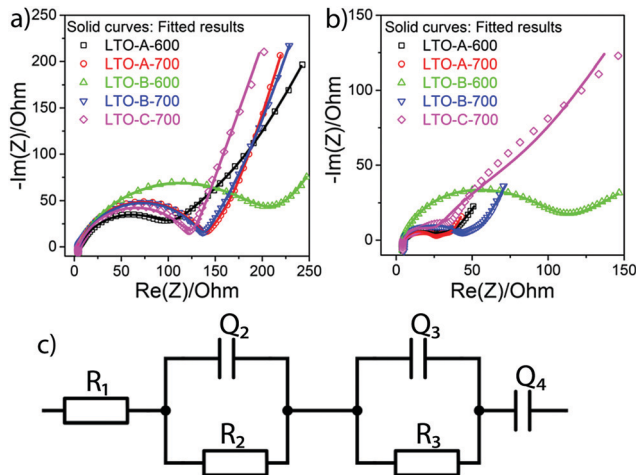 a)
Solid curves: Fitted results
LTO-A-600
LTO-A-700
LTO-B-600
LTO-B-700
LTO-C-700
-Im(Z)/Ohm
250
200
150
100
50
0
0 50 100 150 200 250
Re(Z)/Ohm
b)
Solid curves: Fitted results
LTO-A-600
LTO-A-700
LTO-B-600
LTO-B-700
LTO-C-700
-Im(Z)/Ohm
150
125
100
75
50
25
0
0 50 100 150
Re(Z)/Ohm
c)
R₁
Q₂
R₂
Q₃
R₃
Q₄